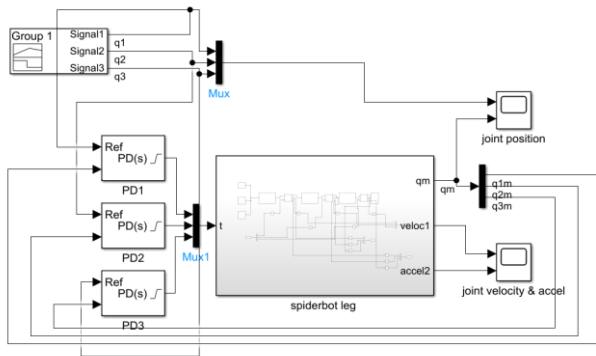 Group 1
Signal1
q1
Signal2
q2
Signal3
q3
Mux
joint position
Ref
PD(s)
PD1
Ref
PD(s)
PD2
Ref
PD(s)
PD3
Mux1
t
qm
veloc1
accel2
spiderbot leg
qm
q1m
q2m
q3m
joint velocity & accel